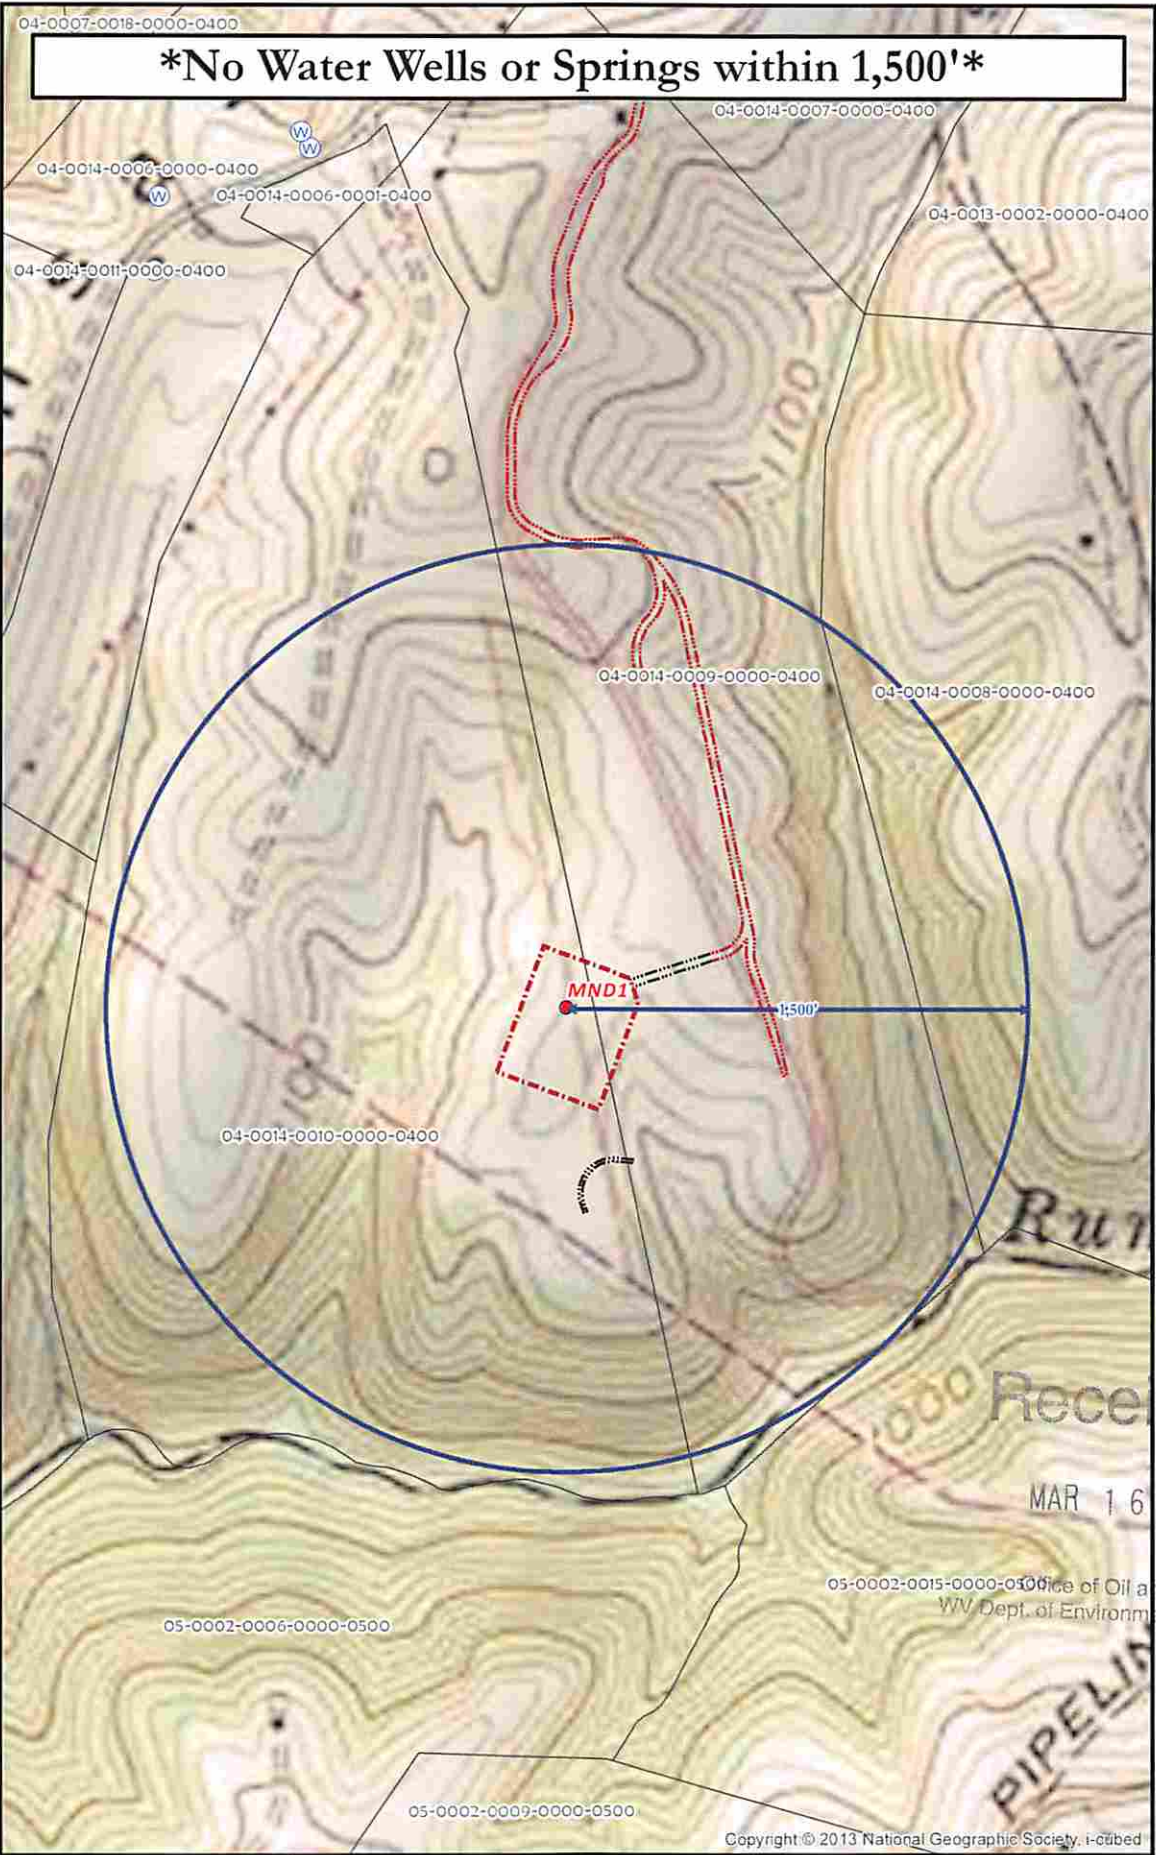 04-0007-0018-0000-0400
*No Water Wells or Springs within 1,500'*
04-0014-0007-0000-0400
W
W
04-0014-0006-0000-0400
W
04-0014-0006-0001-0400
04-0013-0002-0000-0400
04-0014-0011-0000-0400
1100
04-0014-0009-0000-0400
04-0014-0008-0000-0400
MND1
1,500'
1100
04-0014-0010-0000-0400
Run
Recei
1000
MAR 16
05-0002-0015-0000-0500
Office of Oil a
WV Dept. of Environm
05-0002-0006-0000-0500
PIPELIN
05-0002-0009-0000-0500
Copyright © 2013 National Geographic Society, i-cubed